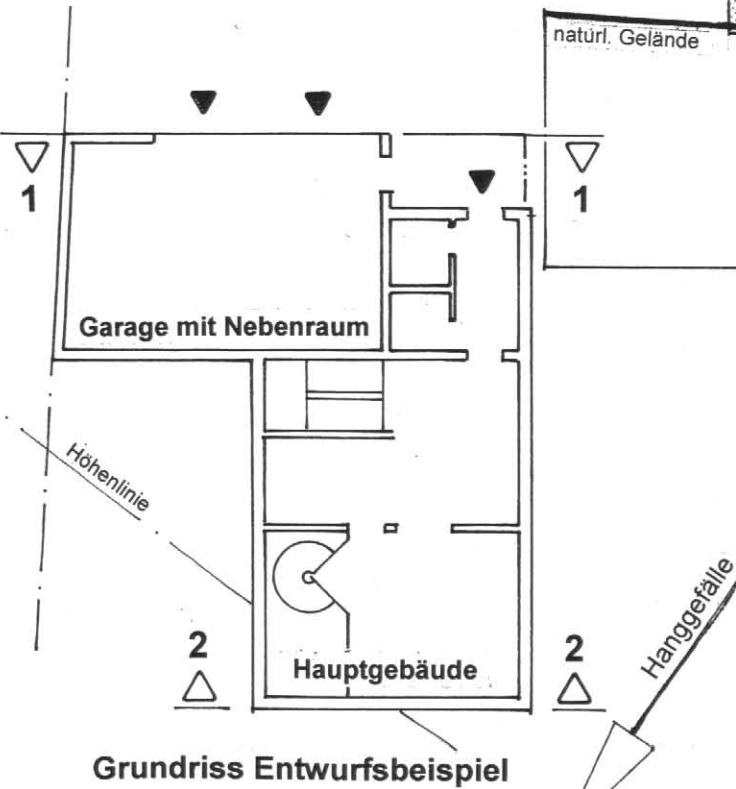 natürl. Gelände
1
1
Garage mit Nebenraum
Höhenlinie
Hanggefälle
2
2
Hauptgebäude
Grundriss Entwurfsbeispiel